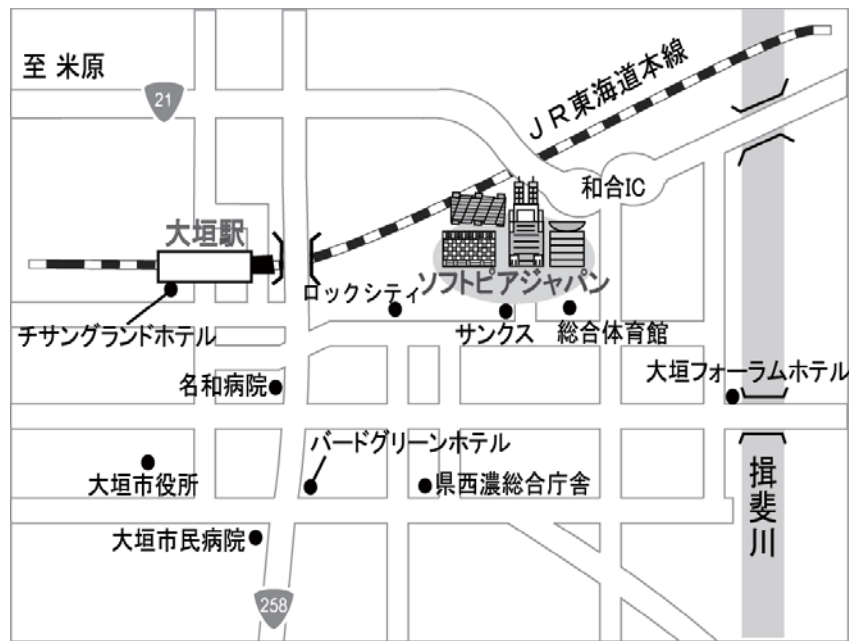 至 米原
21
JR東海道本線
和合IC
大垣駅
ソフトピアジャパン
ロックシティ
チサングランドホテル
サンクス
総合体育館
名和病院
大垣フォーラムホテル
バードグリーンホテル
大垣市役所
県西濃総合庁舎
揖斐川
大垣市民病院
258